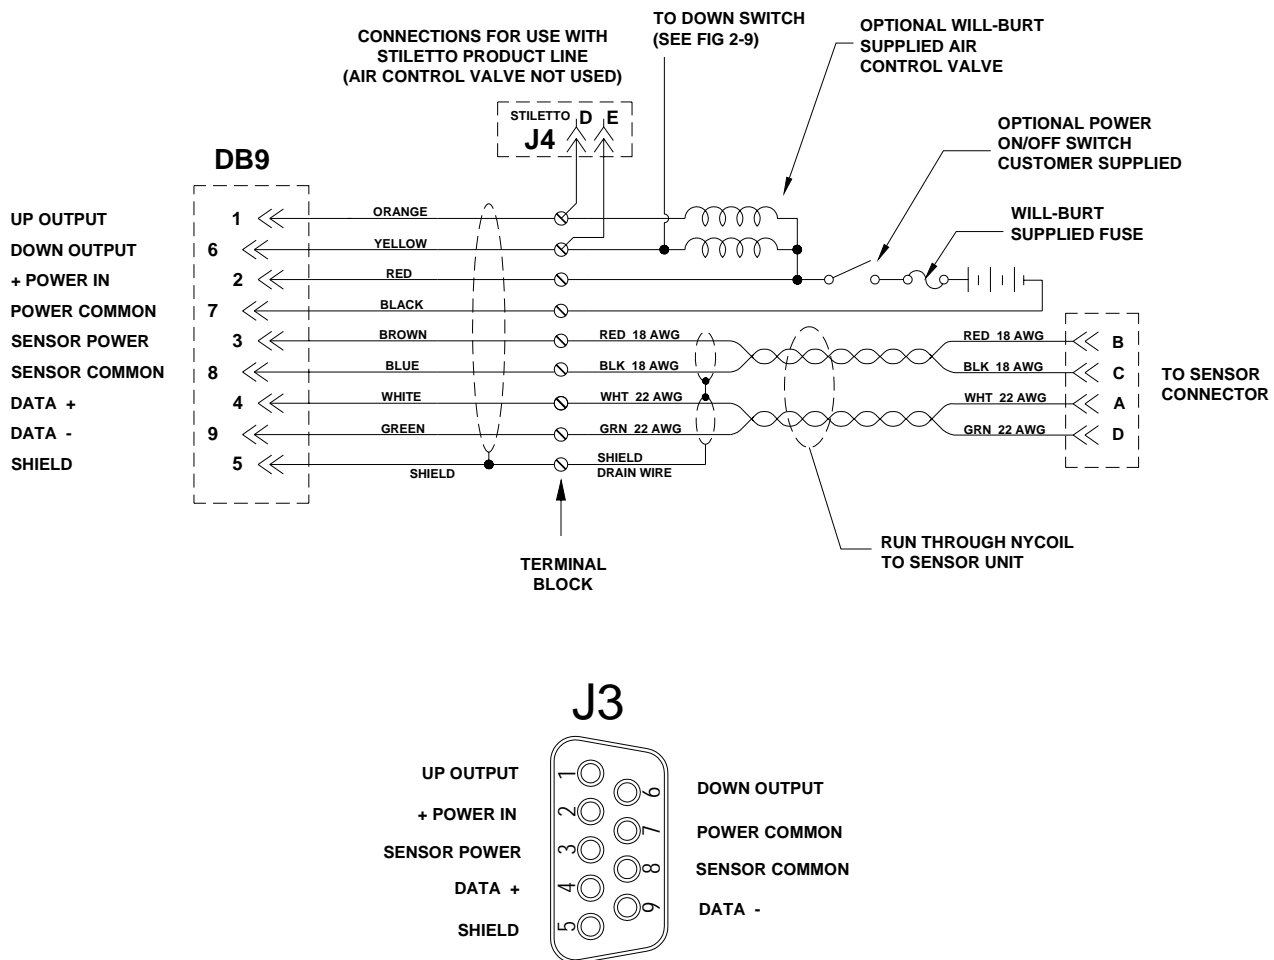 CONNECTIONS FOR USE WITH
STILETTO PRODUCT LINE
(AIR CONTROL VALVE NOT USED)
TO DOWN SWITCH
(SEE FIG 2-9)
OPTIONAL WILL-BURT
SUPPLIED AIR
CONTROL VALVE
STILETTO D E
J4
OPTIONAL POWER
ON/OFF SWITCH
CUSTOMER SUPPLIED
WILL-BURT
SUPPLIED FUSE
DB9
UP OUTPUT 1 ORANGE
DOWN OUTPUT 6 YELLOW
+ POWER IN 2 RED
POWER COMMON 7 BLACK
SENSOR POWER 3 BROWN RED 18 AWG RED 18 AWG B
SENSOR COMMON 8 BLUE BLK 18 AWG BLK 18 AWG C
DATA + 4 WHITE WHT 22 AWG WHT 22 AWG A
DATA - 9 GREEN GRN 22 AWG GRN 22 AWG D
SHIELD 5 SHIELD SHIELD
DRAIN WIRE
TO SENSOR
CONNECTOR
TERMINAL
BLOCK
RUN THROUGH NYCOIL
TO SENSOR UNIT
J3
UP OUTPUT 1
6 DOWN OUTPUT
+ POWER IN 2
7 POWER COMMON
SENSOR POWER 3
8 SENSOR COMMON
DATA + 4
9 DATA -
SHIELD 5